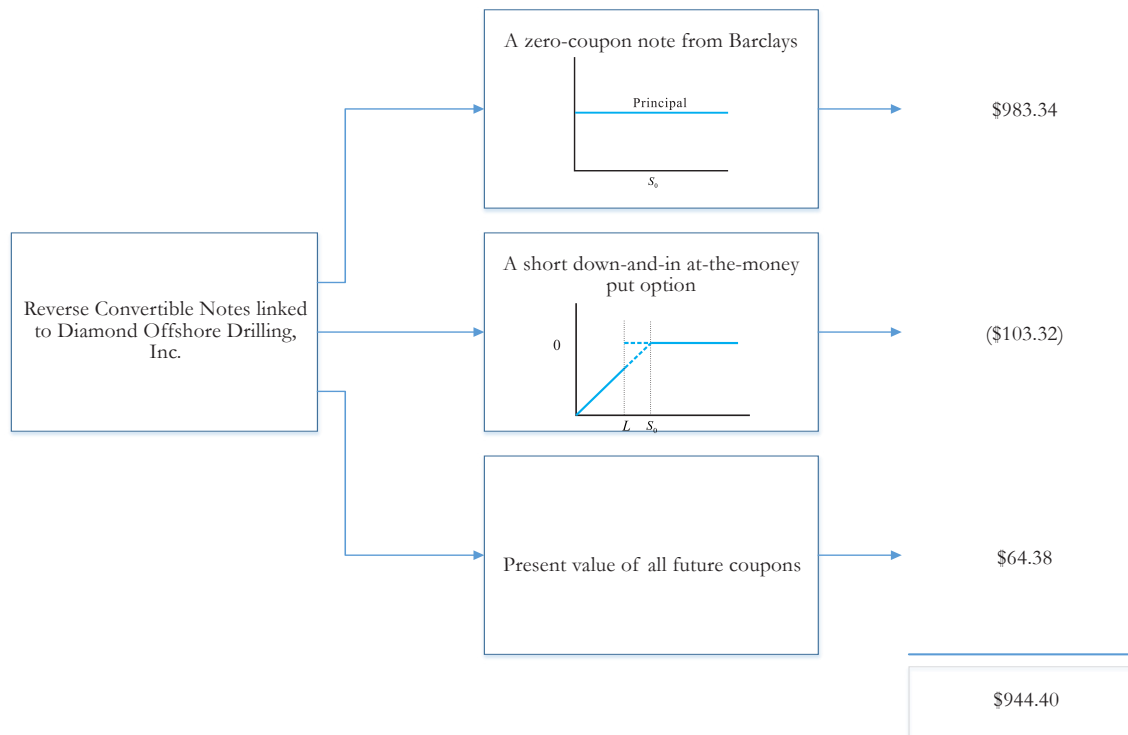 A zero-coupon note from Barclays
Principal
S₀
$983.34
Reverse Convertible Notes linked
to Diamond Offshore Drilling,
Inc.
A short down-and-in at-the-money
put option
0
L S₀
($103.32)
Present value of all future coupons
$64.38
$944.40